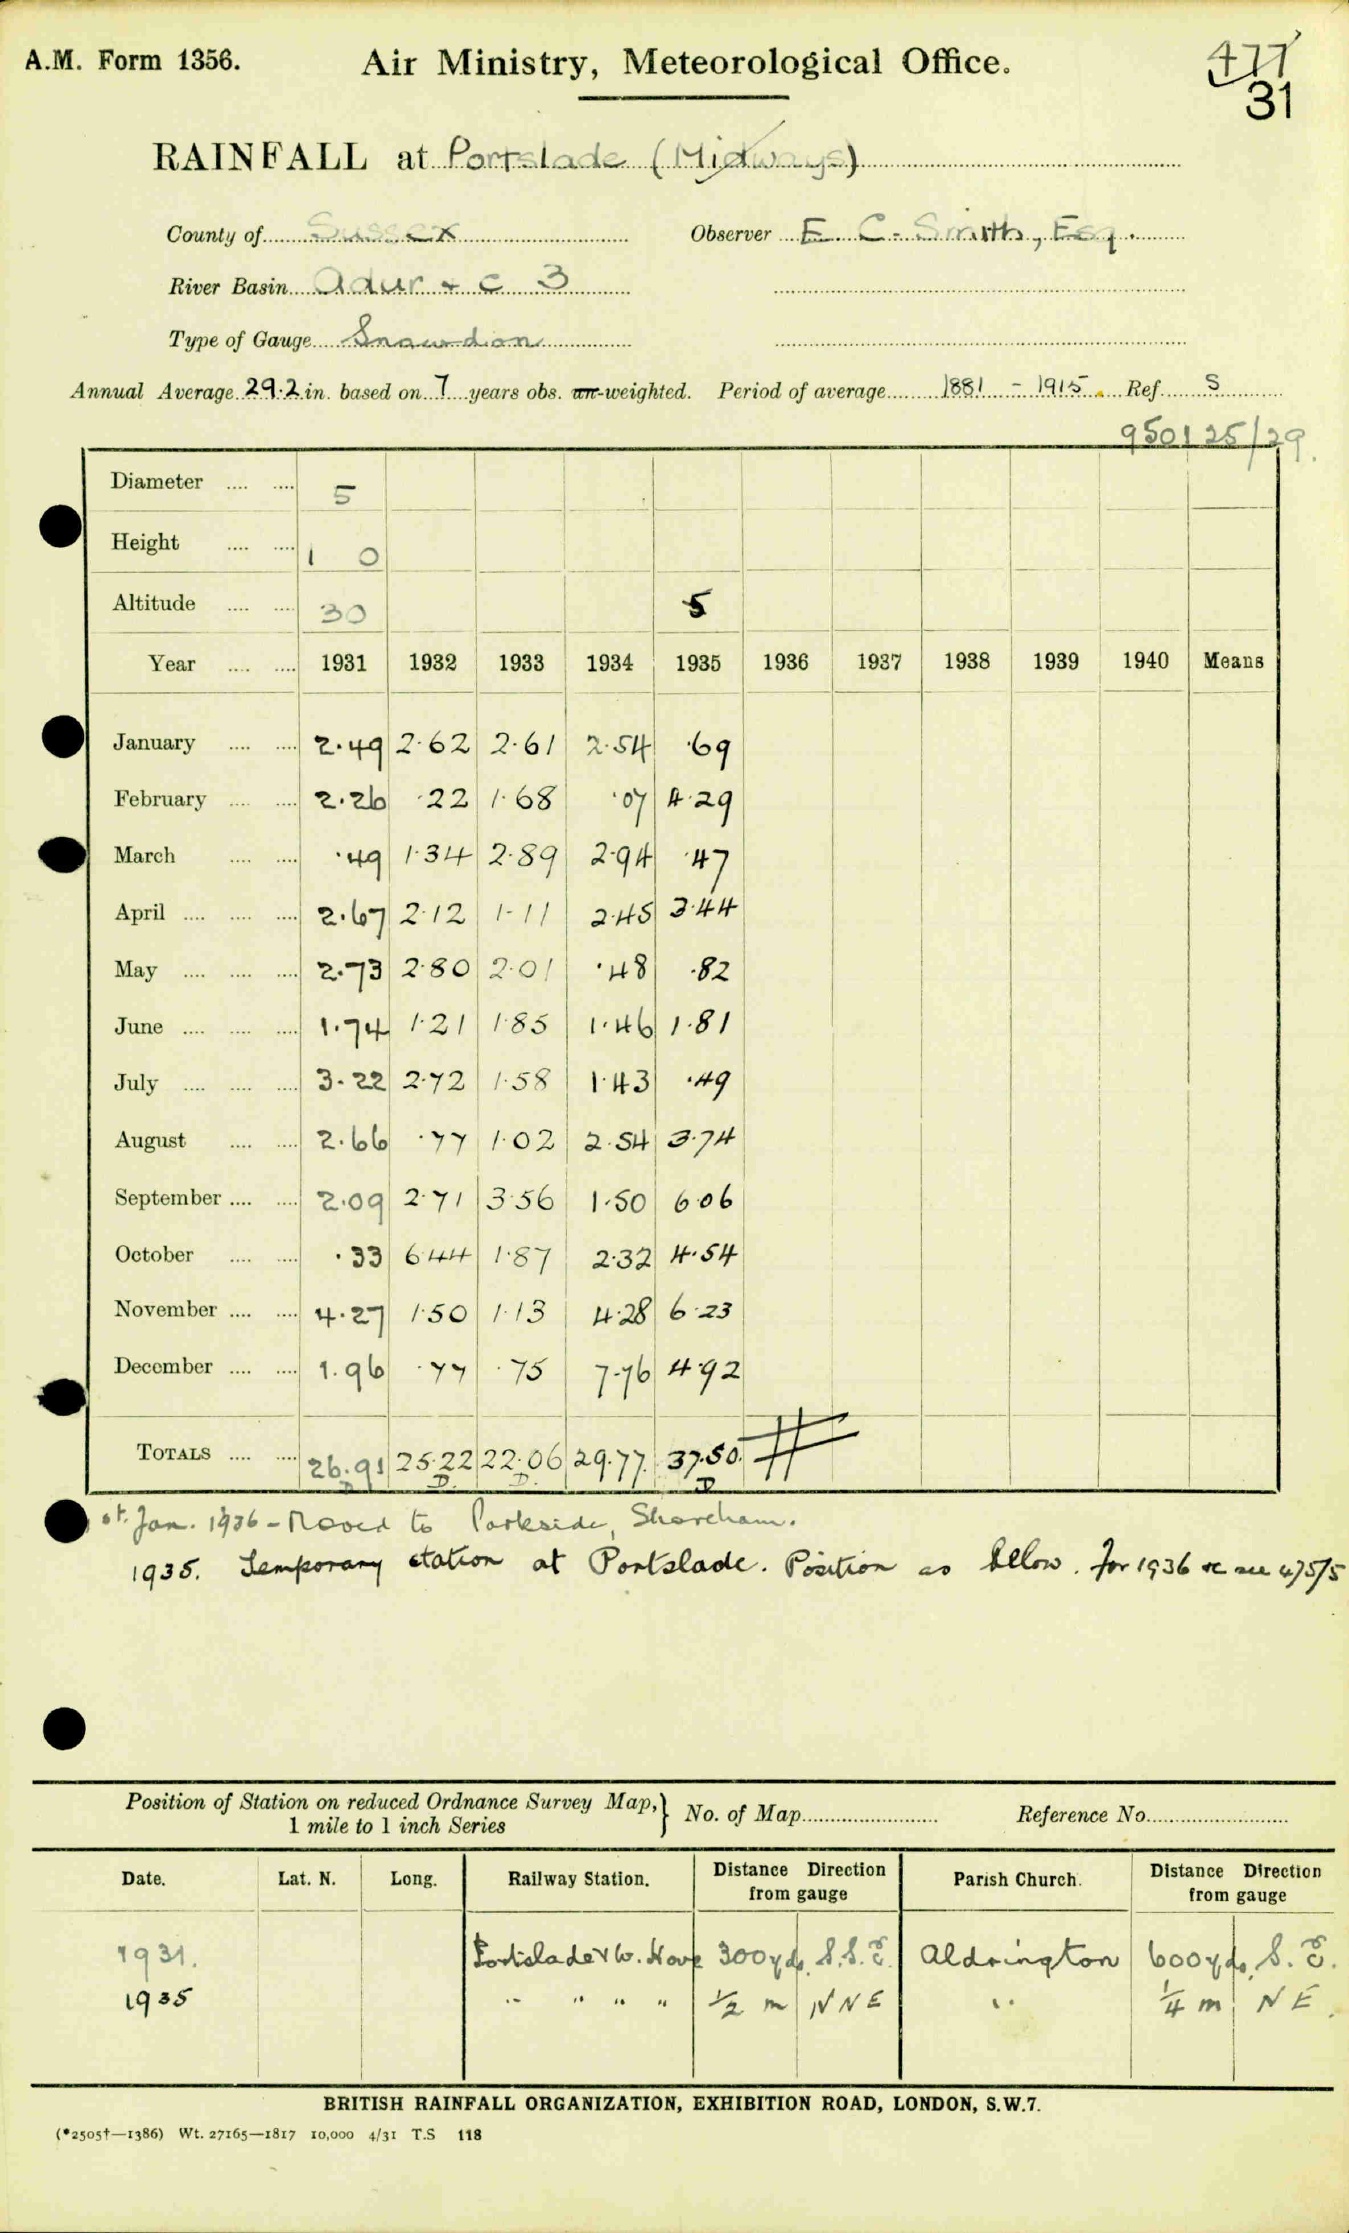 A.M. Form 1356.
Air Ministry, Meteorological Office.
477
31
RAINFALL at Portslade (Midways)
County of Sussex Observer E. C. Smith, Esq.
River Basin Adur & C 3
Type of Gauge Snowdon
Annual Average 29.2 in. based on 7 years obs. un-weighted. Period of average 1881 - 1915. Ref. S
950125/29.
Diameter .... .... 5
Height .... .... 1 0
Altitude .... .... 30 5
Year .... .... 1931 1932 1933 1934 1935 1936 1937 1938 1939 1940 Means
January .... .... 2.49 2.62 2.61 2.54 .69
February .... .... 2.26 .22 1.68 .07 4.29
March .... .... .49 1.34 2.89 2.94 .47
April .... .... .... 2.67 2.12 1.11 2.45 3.44
May .... .... .... 2.73 2.80 2.01 .48 .82
June .... .... .... 1.74 1.21 1.85 1.46 1.81
July .... .... .... 3.22 2.72 1.58 1.43 .49
August .... .... 2.66 .77 1.02 2.54 3.74
September .... .... 2.09 2.71 3.56 1.50 6.06
October .... .... .33 6.44 1.87 2.32 4.54
November .... .... 4.27 1.50 1.13 4.28 6.23
December .... .... 1.96 .77 .75 7.76 4.92
TOTALS .... .... 26.91 25.22 22.06 29.77 37.50
D D. D. D
st. Jan. 1936 - Moved to Parkside, Shoreham.
1935. Temporary station at Portslade. Position as below. For 1936 &c see 475/5
Position of Station on reduced Ordnance Survey Map,} No. of Map Reference No.
1 mile to 1 inch Series
Date. Lat. N. Long. Railway Station. Distance Direction from gauge Parish Church. Distance Direction from gauge
1931. Portslade & W. Hove 300 yds. S.S.E. Aldrington 600 yds. S.E.
1935 " " " " 1/2 m NNE " 1/4 m NE.
BRITISH RAINFALL ORGANIZATION, EXHIBITION ROAD, LONDON, S.W.7.
(*2505†—1386) Wt. 27165—1817 10,000 4/31 T.S 118